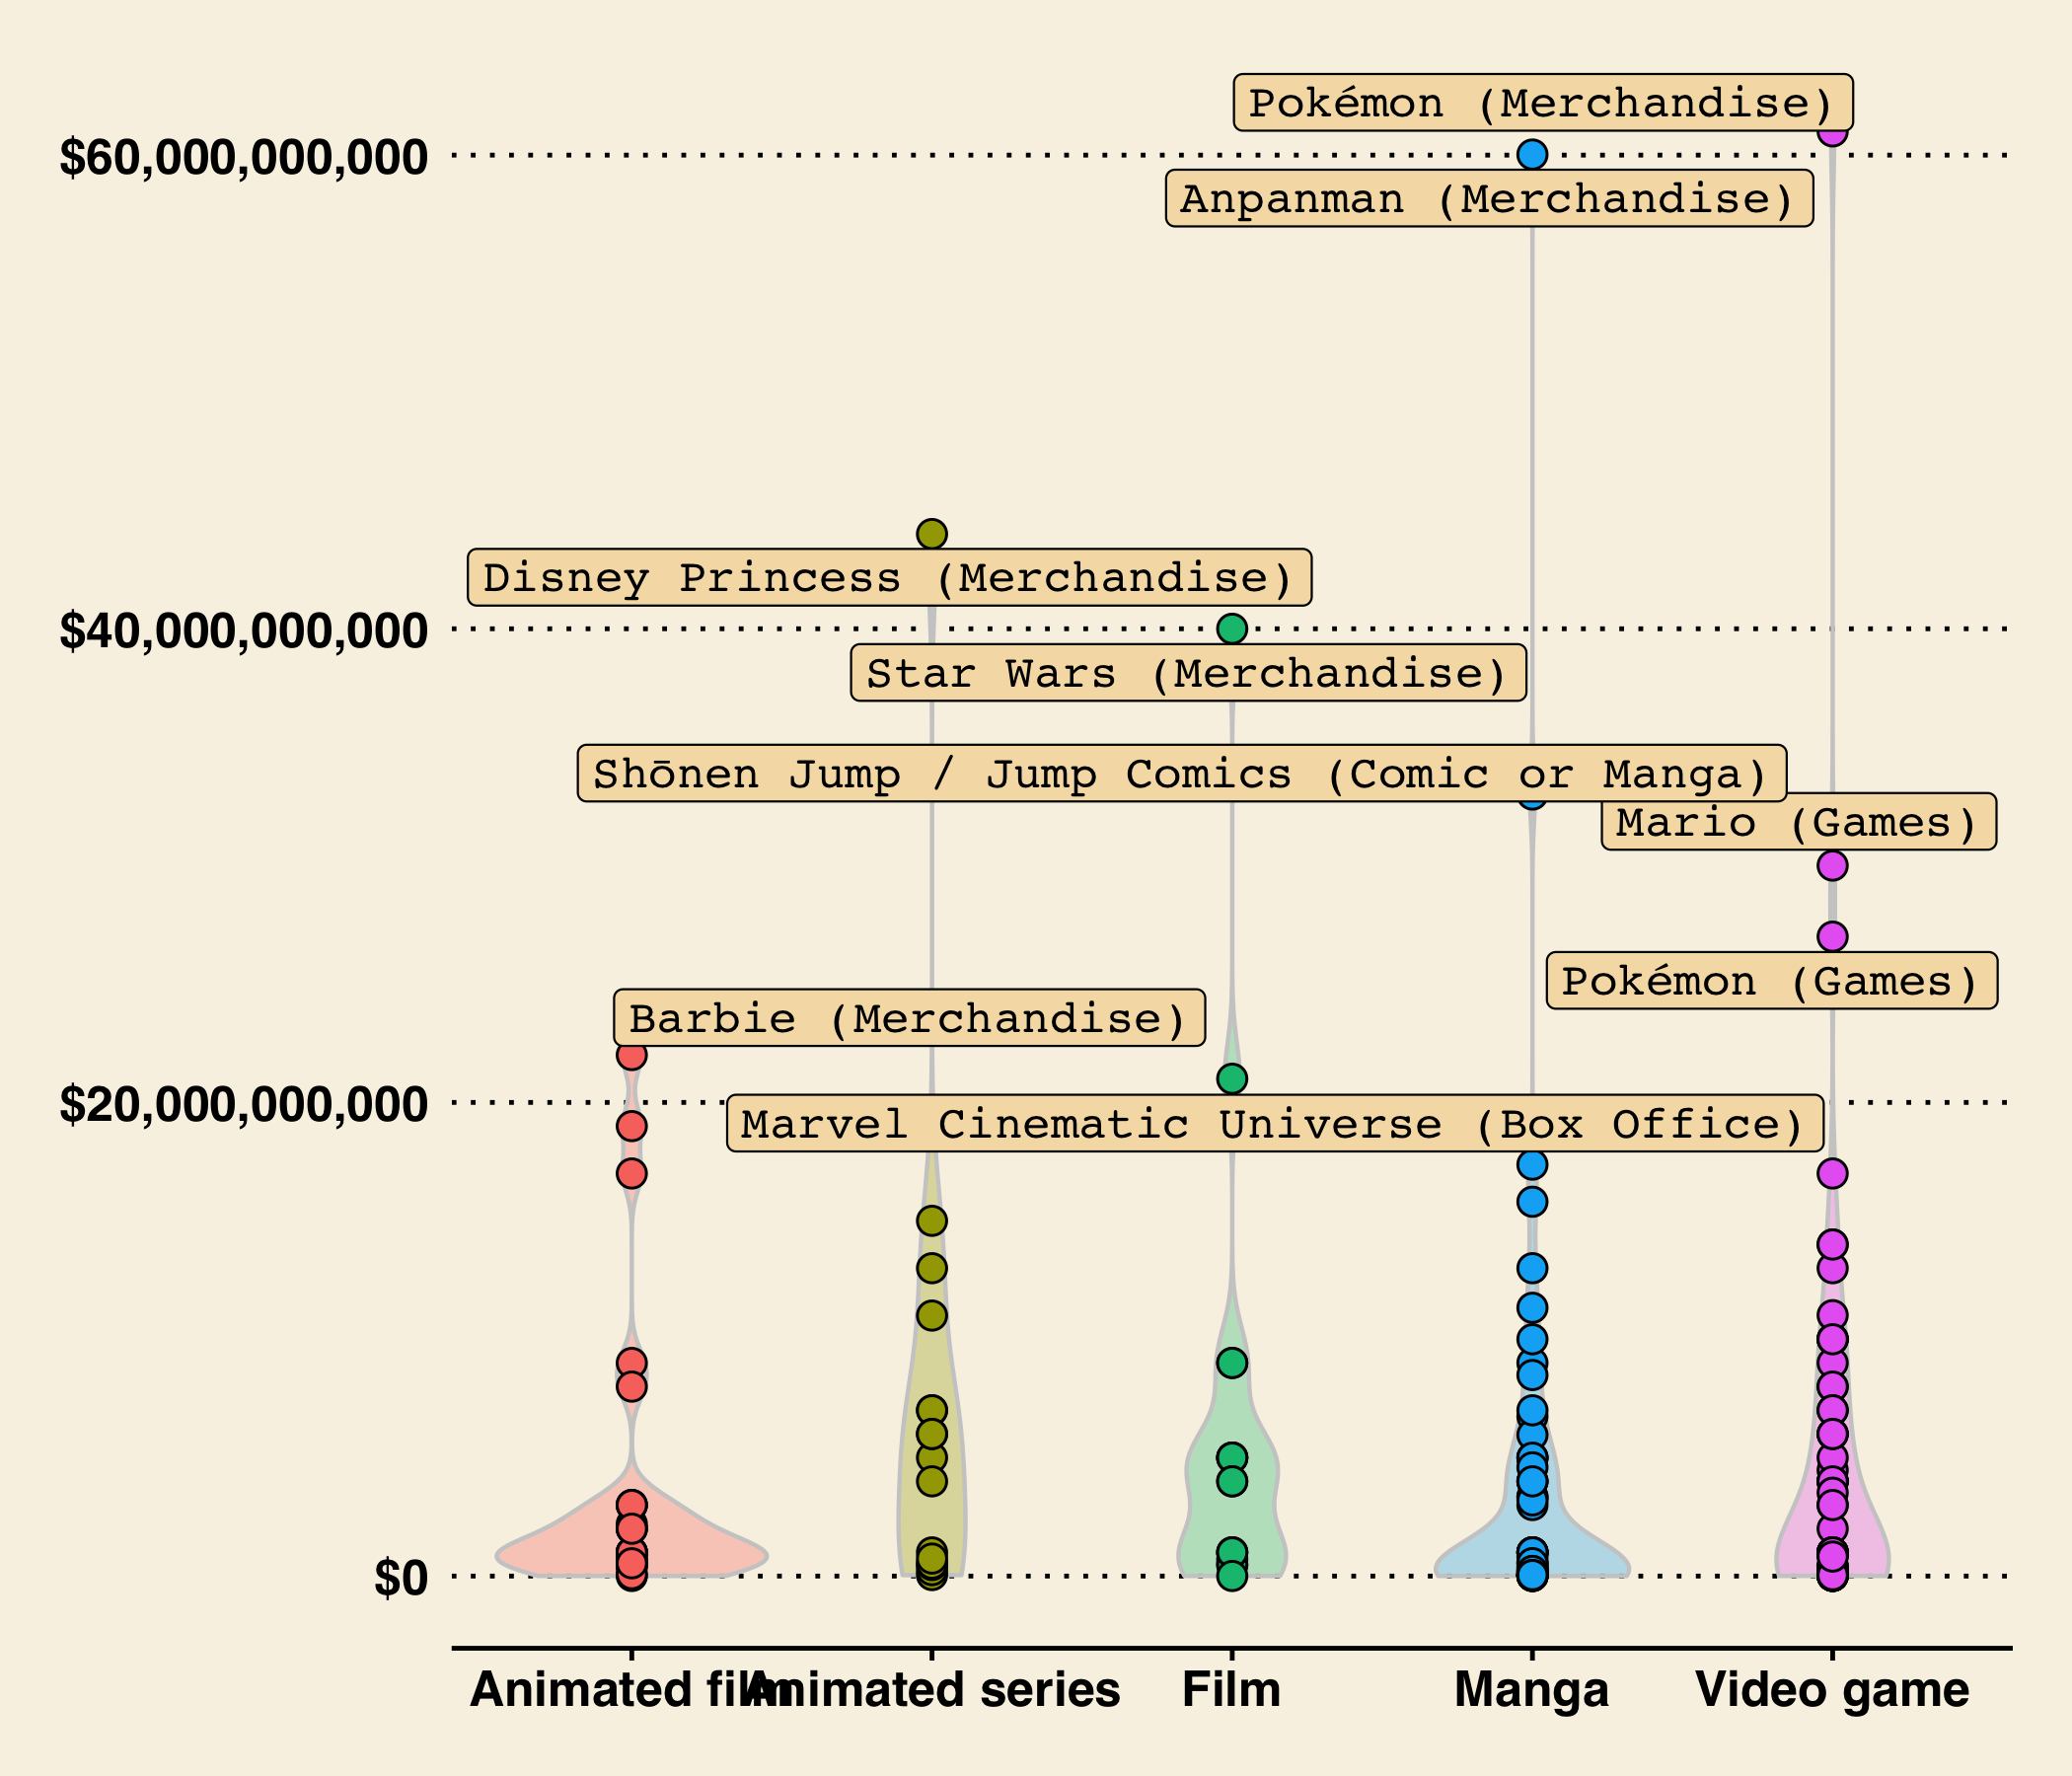 Pokémon (Merchandise)
$60,000,000,000
Anpanman (Merchandise)
Disney Princess (Merchandise)
$40,000,000,000
Star Wars (Merchandise)
Shōnen Jump / Jump Comics (Comic or Manga)
Mario (Games)
Pokémon (Games)
Barbie (Merchandise)
$20,000,000,000
Marvel Cinematic Universe (Box Office)
$0
Animated film Animated series Film Manga Video game